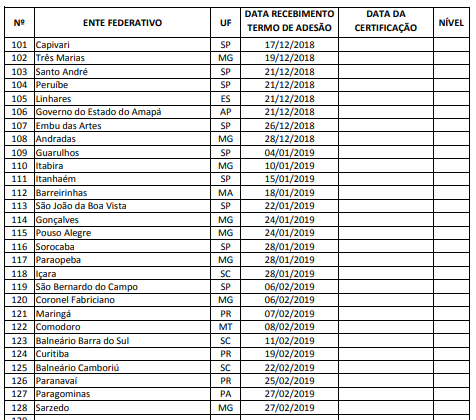 Nº ENTE FEDERATIVO UF DATA RECEBIMENTO TERMO DE ADESÃO DATA DA CERTIFICAÇÃO NÍVEL
101 Capivari SP 17/12/2018
102 Três Marias MG 19/12/2018
103 Santo André SP 21/12/2018
104 Peruíbe SP 21/12/2018
105 Linhares ES 21/12/2018
106 Governo do Estado do Amapá AP 21/12/2018
107 Embu das Artes SP 26/12/2018
108 Andradas MG 28/12/2018
109 Guarulhos SP 04/01/2019
110 Itabira MG 10/01/2019
111 Itanhaém SP 15/01/2019
112 Barreirinhas MA 18/01/2019
113 São João da Boa Vista SP 22/01/2019
114 Gonçalves MG 24/01/2019
115 Pouso Alegre MG 24/01/2019
116 Sorocaba SP 28/01/2019
117 Paraopeba MG 28/01/2019
118 Içara SC 28/01/2019
119 São Bernardo do Campo SP 06/02/2019
120 Coronel Fabriciano MG 06/02/2019
121 Maringá PR 07/02/2019
122 Comodoro MT 08/02/2019
123 Balneário Barra do Sul SC 11/02/2019
124 Curitiba PR 19/02/2019
125 Balneário Camboriú SC 22/02/2019
126 Paranavaí PR 25/02/2019
127 Paragominas PA 27/02/2019
128 Sarzedo MG 27/02/2019